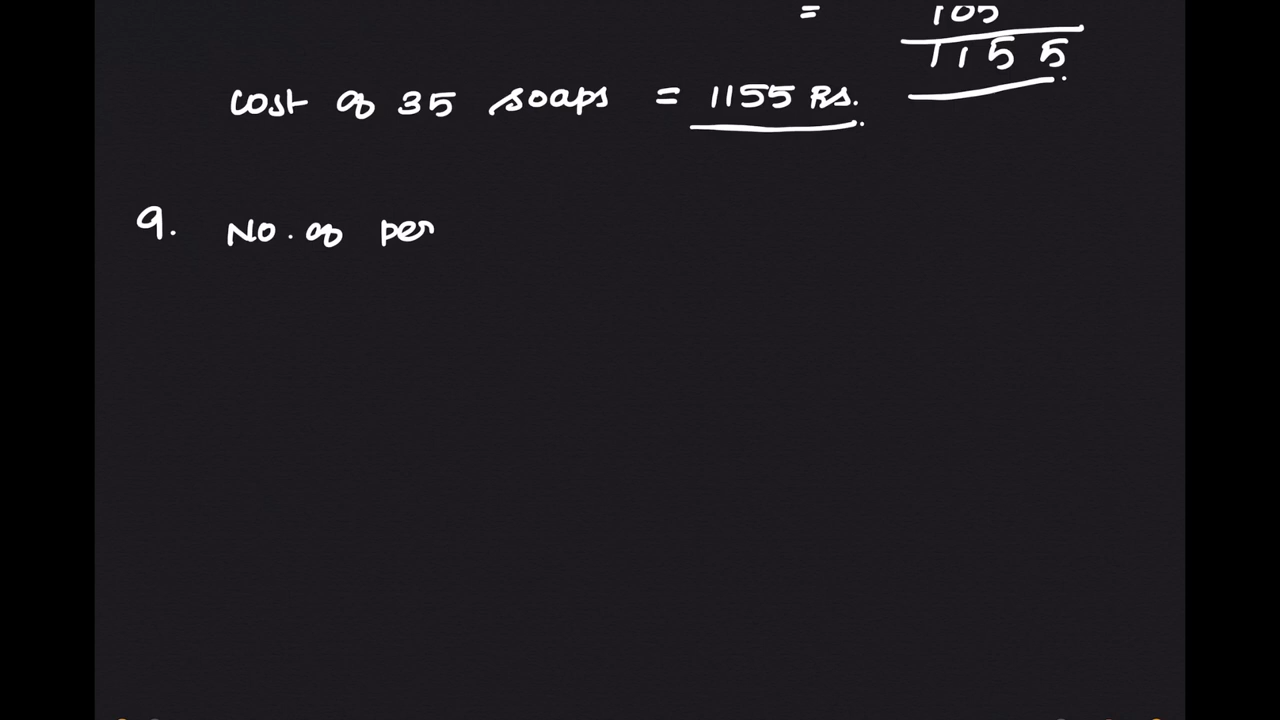 = 105
1155
cost of 35 soaps = 1155 Rs.
9. No. of per